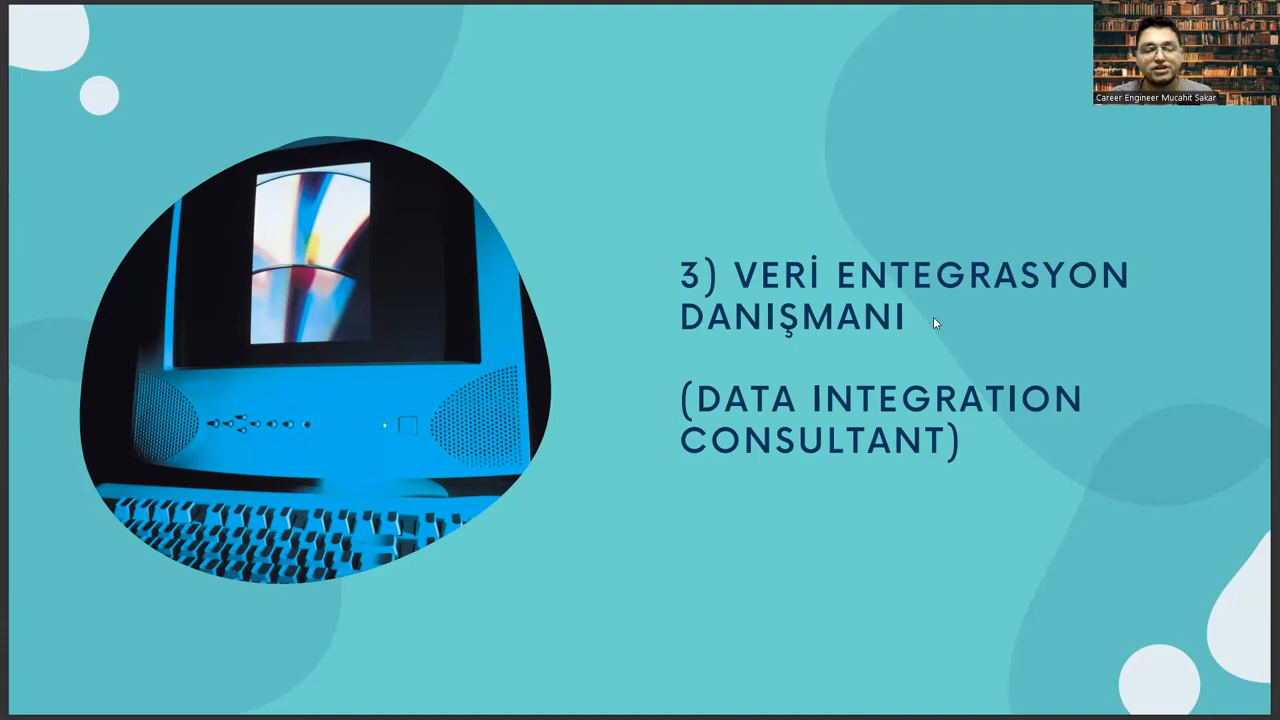 Career Engineer Mucahit Sakar
3) VERİ ENTEGRASYON
DANIŞMANI
(DATA INTEGRATION
CONSULTANT)